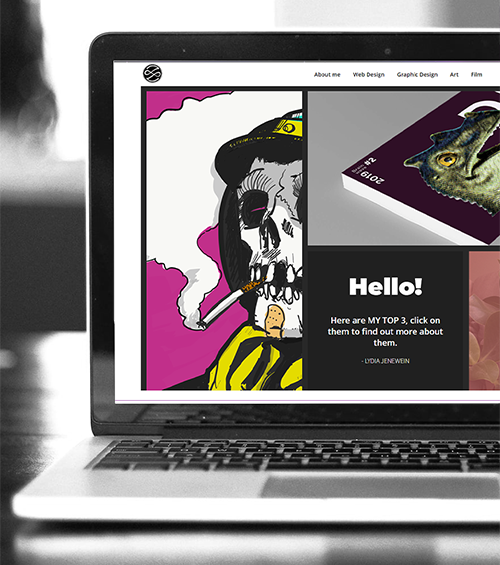 About me Web Design Graphic Design Art Film
#2
2019
Hello!
Here are MY TOP 3, click on
them to find out more about
them.
- LYDIA JENEWEIN